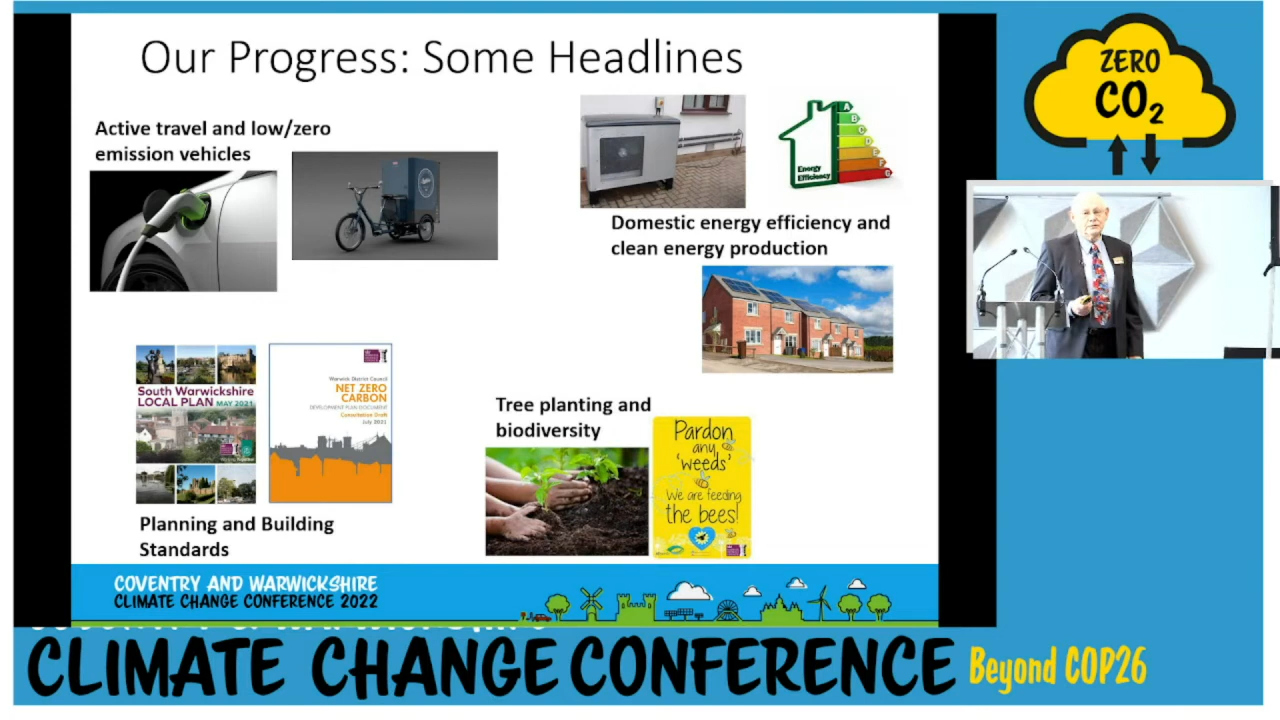 Our Progress: Some Headlines
Active travel and low/zero
emission vehicles
A
B
C
D
E
F
G
Energy
Efficiency
Domestic energy efficiency and
clean energy production
South Warwickshire
LOCAL PLAN MAY 2021
Warwick District Council
NET ZERO
CARBON
DEVELOPMENT PLAN DOCUMENT
Consultation Draft
July 2021
Planning and Building
Standards
Tree planting and
biodiversity
Pardon
any
'weeds'
We are feeding
the bees!
COVENTRY AND WARWICKSHIRE
CLIMATE CHANGE CONFERENCE 2022
ZERO
CO₂
CLIMATE CHANGE CONFERENCE Beyond COP26